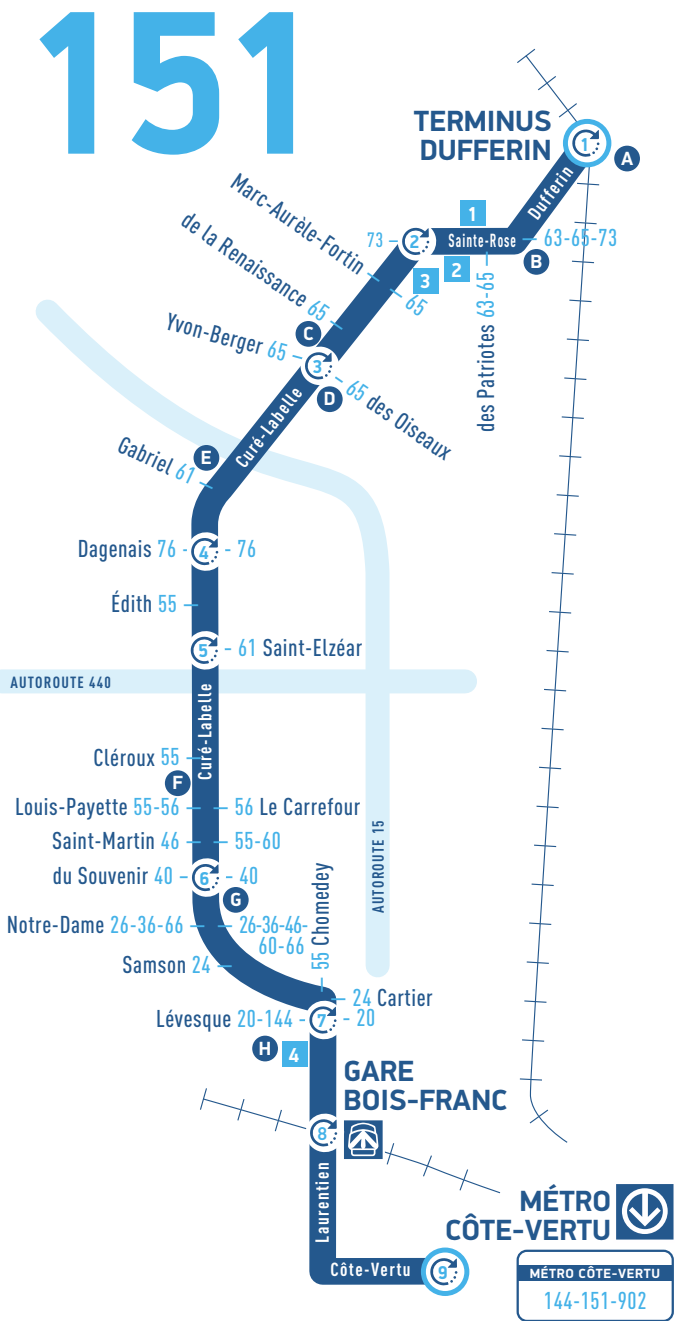 151
TERMINUS
DUFFERIN
1
A
Dufferin
Marc-Aurèle-Fortin
1
73
2
Sainte-Rose
63-65-73
B
de la Renaissance 65
3
2
65
des Patriotes 63-65
C
Yvon-Berger 65
3
D
65 des Oiseaux
Curé-Labelle
E
Gabriel 61
Dagenais 76
4
76
Édith 55
5
61 Saint-Elzéar
AUTOROUTE 440
Curé-Labelle
Cléroux 55
F
Louis-Payette 55-56
56 Le Carrefour
Saint-Martin 46
55-60
AUTOROUTE 15
du Souvenir 40
6
40
G
Notre-Dame 26-36-66
26-36-46-
60-66
55 Chomedey
Samson 24
24 Cartier
Lévesque 20-144
7
20
H
4
GARE
BOIS-FRANC
8
Laurentien
MÉTRO
CÔTE-VERTU
Côte-Vertu
9
MÉTRO CÔTE-VERTU
144-151-902